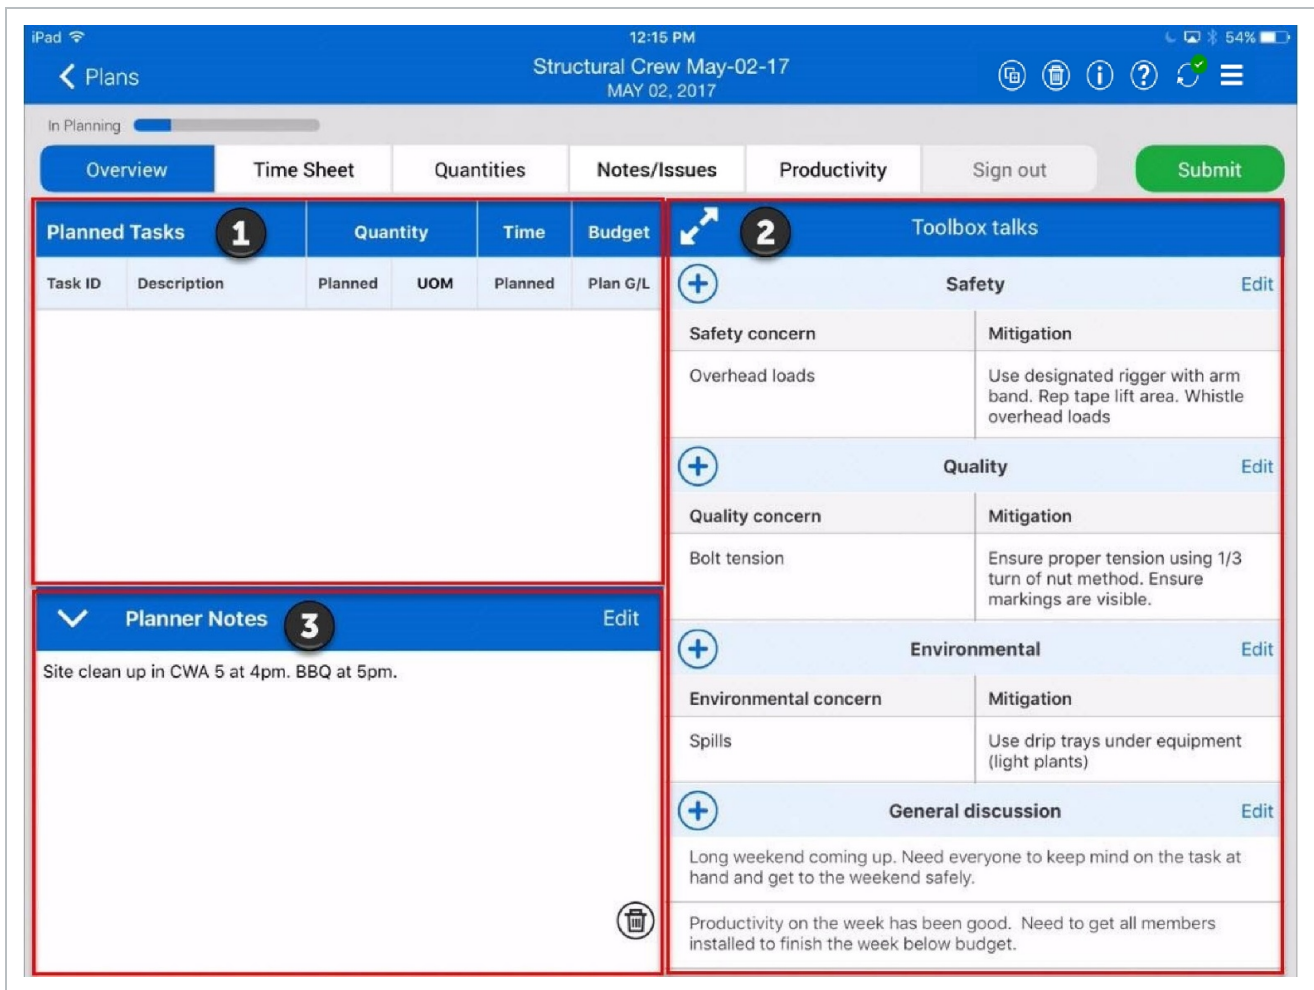 iPad
12:15 PM
54%
Plans
Structural Crew May-02-17
MAY 02, 2017
In Planning
Overview
Time Sheet
Quantities
Notes/Issues
Productivity
Sign out
Submit
Planned Tasks
1
Quantity
Time
Budget
Task ID
Description
Planned
UOM
Planned
Plan G/L
2
Toolbox talks
Safety
Edit
Safety concern
Mitigation
Overhead loads
Use designated rigger with arm
band. Rep tape lift area. Whistle
overhead loads
Quality
Edit
Quality concern
Mitigation
Bolt tension
Ensure proper tension using 1/3
turn of nut method. Ensure
markings are visible.
Environmental
Edit
Environmental concern
Mitigation
Spills
Use drip trays under equipment
(light plants)
General discussion
Edit
Long weekend coming up. Need everyone to keep mind on the task at
hand and get to the weekend safely.
Productivity on the week has been good. Need to get all members
installed to finish the week below budget.
Planner Notes
3
Edit
Site clean up in CWA 5 at 4pm. BBQ at 5pm.